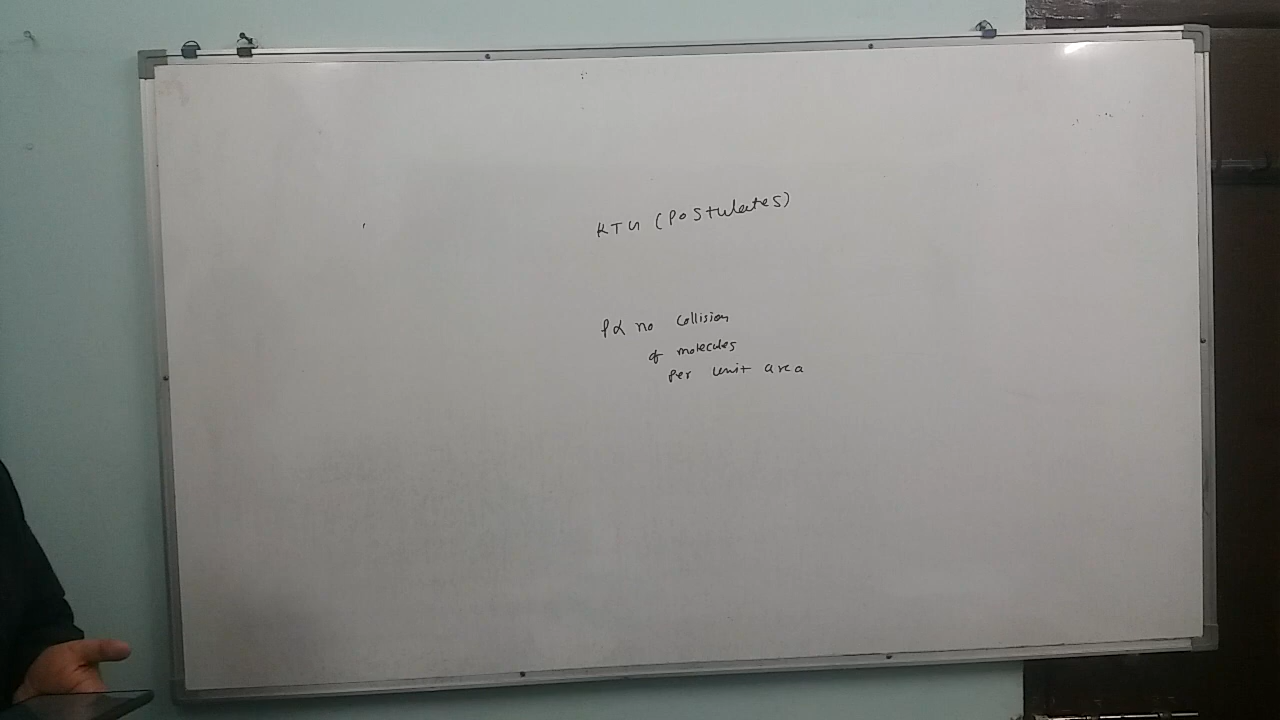 KTG (Postulates)
P∝ no collision
of molecules
per unit area